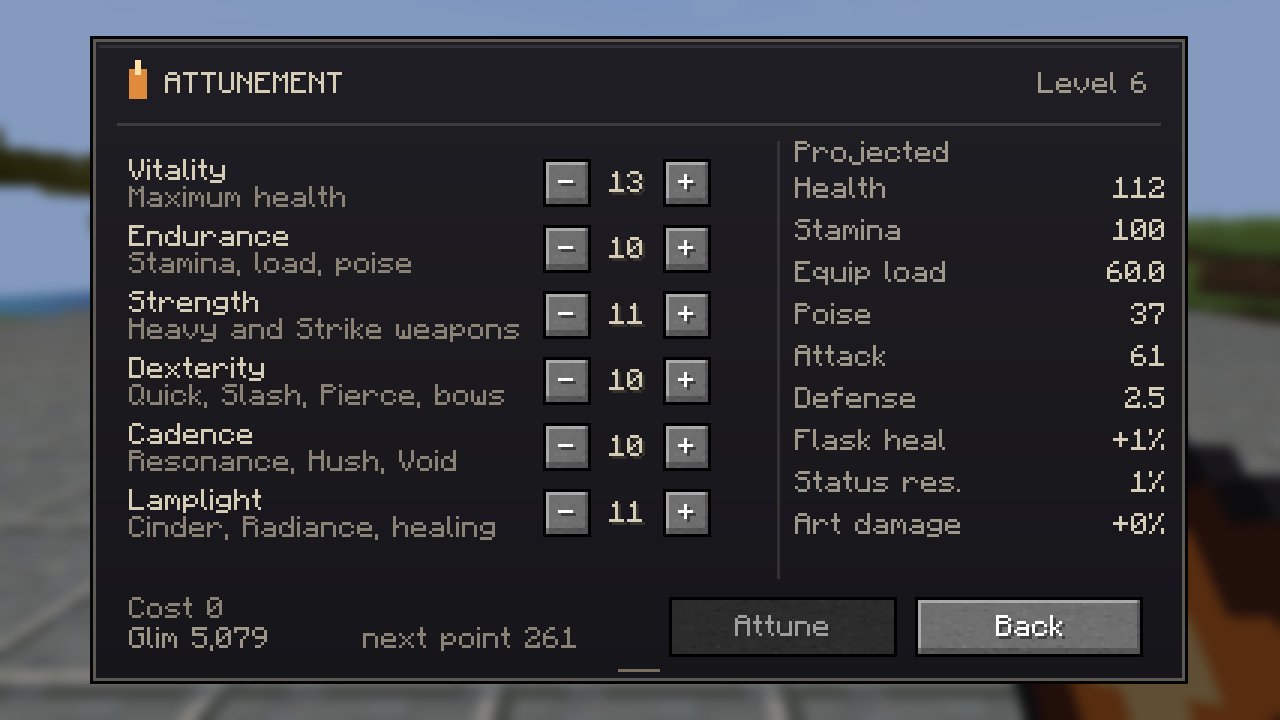 ATTUNEMENT
Level 6
Vitality
Maximum health
− 13 +
Endurance
Stamina, load, poise
− 10 +
Strength
Heavy and Strike weapons
− 11 +
Dexterity
Quick, Slash, Pierce, bows
− 10 +
Cadence
Resonance, Hush, Void
− 10 +
Lamplight
Cinder, Radiance, healing
− 11 +
Projected
Health 112
Stamina 100
Equip load 60.0
Poise 37
Attack 61
Defense 2.5
Flask heal +1%
Status res. 1%
Art damage +0%
Cost 0
Glim 5,079 next point 261
Attune
Back